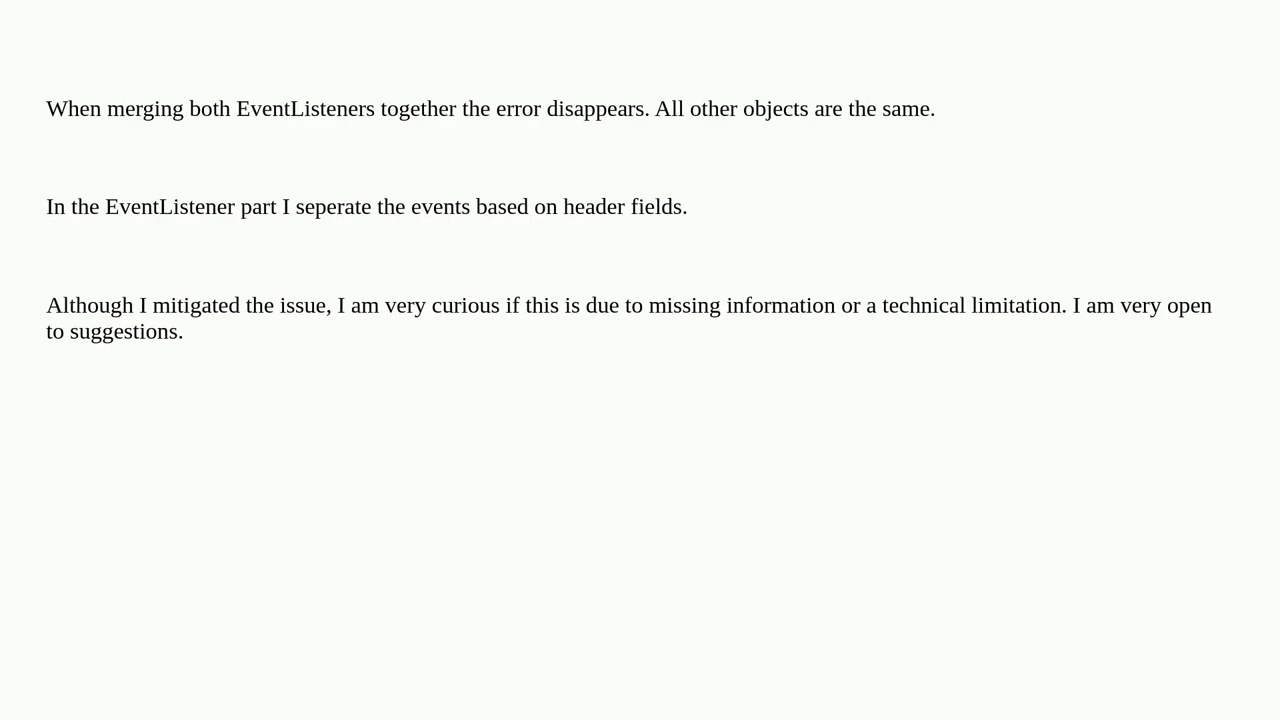 When merging both EventListeners together the error disappears. All other objects are the same.
In the EventListener part I seperate the events based on header fields.
Although I mitigated the issue, I am very curious if this is due to missing information or a technical limitation. I am very open
to suggestions.